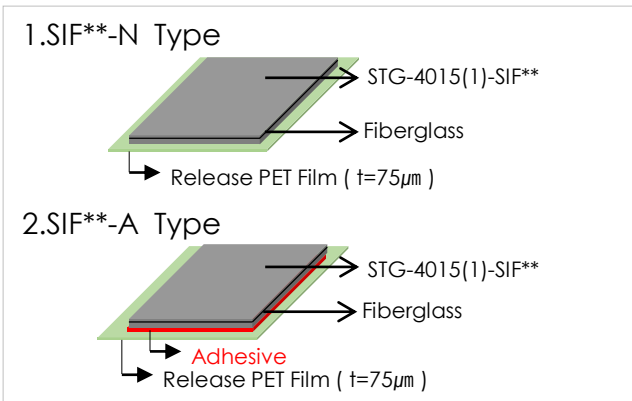 1.SIF**-N Type
STG-4015(1)-SIF**
Fiberglass
Release PET Film ( t=75㎛ )
2.SIF**-A Type
STG-4015(1)-SIF**
Fiberglass
Adhesive
Release PET Film ( t=75㎛ )